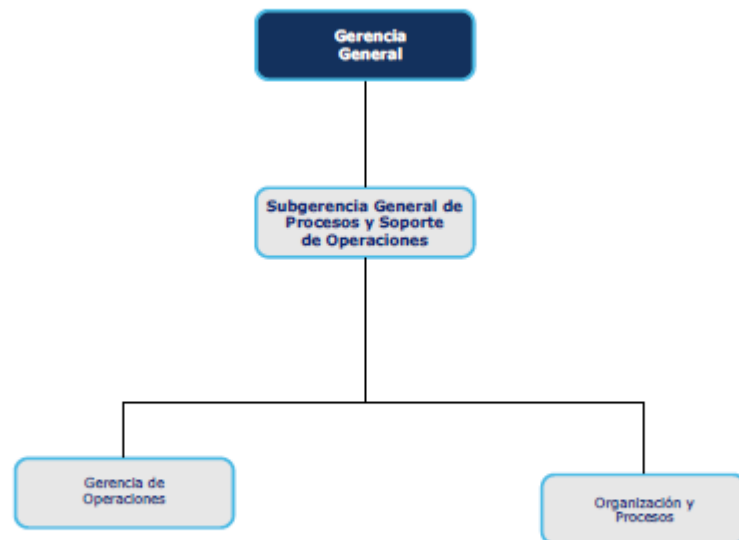 Gerencia
General
Subgerencia General de
Procesos y Soporte
de Operaciones
Gerencia de
Operaciones
Organización y
Procesos